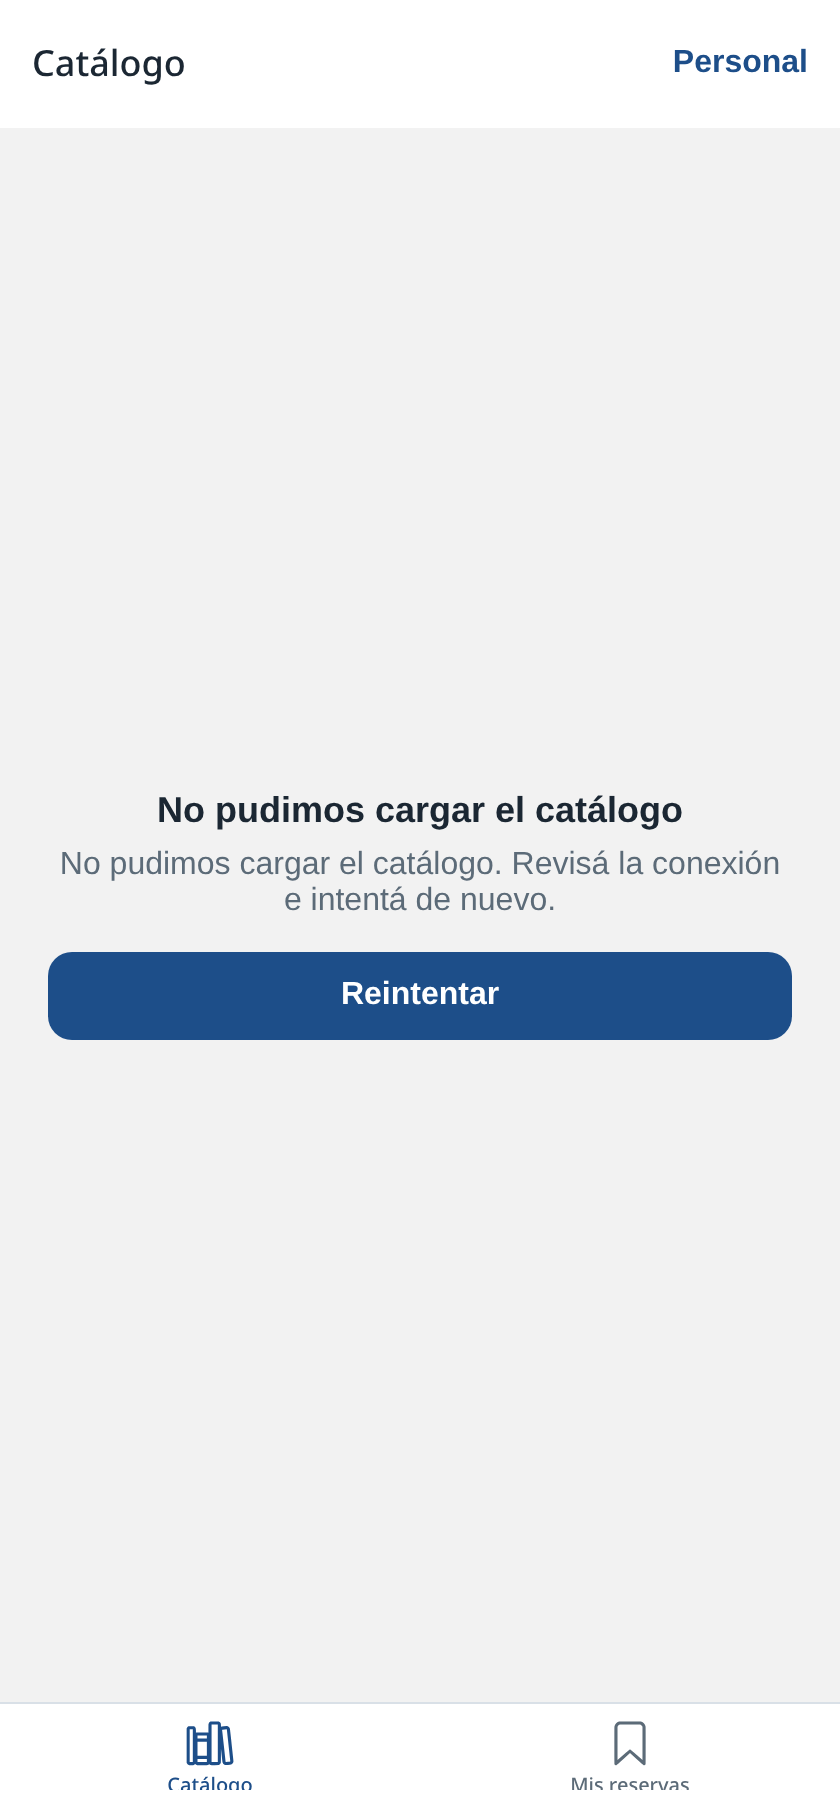 Catálogo
Personal
No pudimos cargar el catálogo
No pudimos cargar el catálogo. Revisá la conexión
e intentá de nuevo.
Reintentar
Catálogo
Mis reservas